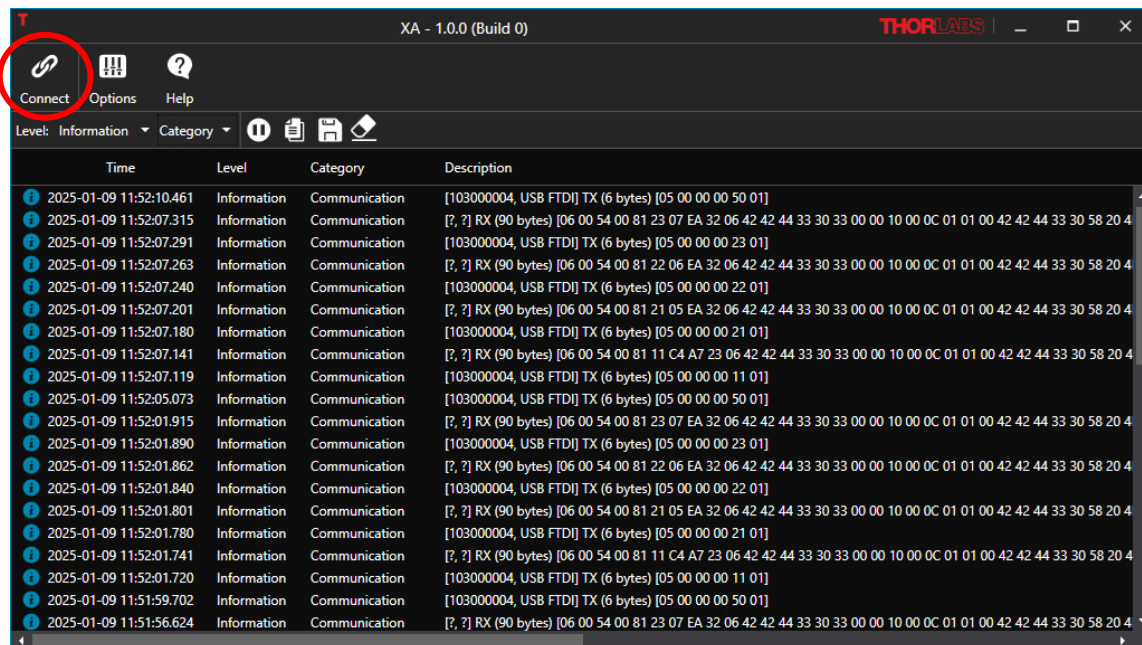 T XA - 1.0.0 (Build 0) THORLABS
Connect Options Help
Level: Information Category
Time Level Category Description
2025-01-09 11:52:10.461 Information Communication [103000004, USB FTDI] TX (6 bytes) [05 00 00 00 50 01]
2025-01-09 11:52:07.315 Information Communication [?, ?] RX (90 bytes) [06 00 54 00 81 23 07 EA 32 06 42 42 44 33 30 33 00 00 10 00 0C 01 01 00 42 42 44 33 30 58 20 4
2025-01-09 11:52:07.291 Information Communication [103000004, USB FTDI] TX (6 bytes) [05 00 00 00 23 01]
2025-01-09 11:52:07.263 Information Communication [?, ?] RX (90 bytes) [06 00 54 00 81 22 06 EA 32 06 42 42 44 33 30 33 00 00 10 00 0C 01 01 00 42 42 44 33 30 58 20 4
2025-01-09 11:52:07.240 Information Communication [103000004, USB FTDI] TX (6 bytes) [05 00 00 00 22 01]
2025-01-09 11:52:07.201 Information Communication [?, ?] RX (90 bytes) [06 00 54 00 81 21 05 EA 32 06 42 42 44 33 30 33 00 00 10 00 0C 01 01 00 42 42 44 33 30 58 20 4
2025-01-09 11:52:07.180 Information Communication [103000004, USB FTDI] TX (6 bytes) [05 00 00 00 21 01]
2025-01-09 11:52:07.141 Information Communication [?, ?] RX (90 bytes) [06 00 54 00 81 11 C4 A7 23 06 42 42 44 33 30 33 00 00 10 00 0C 01 01 00 42 42 44 33 30 58 20 4
2025-01-09 11:52:07.119 Information Communication [103000004, USB FTDI] TX (6 bytes) [05 00 00 00 11 01]
2025-01-09 11:52:05.073 Information Communication [103000004, USB FTDI] TX (6 bytes) [05 00 00 00 50 01]
2025-01-09 11:52:01.915 Information Communication [?, ?] RX (90 bytes) [06 00 54 00 81 23 07 EA 32 06 42 42 44 33 30 33 00 00 10 00 0C 01 01 00 42 42 44 33 30 58 20 4
2025-01-09 11:52:01.890 Information Communication [103000004, USB FTDI] TX (6 bytes) [05 00 00 00 23 01]
2025-01-09 11:52:01.862 Information Communication [?, ?] RX (90 bytes) [06 00 54 00 81 22 06 EA 32 06 42 42 44 33 30 33 00 00 10 00 0C 01 01 00 42 42 44 33 30 58 20 4
2025-01-09 11:52:01.840 Information Communication [103000004, USB FTDI] TX (6 bytes) [05 00 00 00 22 01]
2025-01-09 11:52:01.801 Information Communication [?, ?] RX (90 bytes) [06 00 54 00 81 21 05 EA 32 06 42 42 44 33 30 33 00 00 10 00 0C 01 01 00 42 42 44 33 30 58 20 4
2025-01-09 11:52:01.780 Information Communication [103000004, USB FTDI] TX (6 bytes) [05 00 00 00 21 01]
2025-01-09 11:52:01.741 Information Communication [?, ?] RX (90 bytes) [06 00 54 00 81 11 C4 A7 23 06 42 42 44 33 30 33 00 00 10 00 0C 01 01 00 42 42 44 33 30 58 20 4
2025-01-09 11:52:01.720 Information Communication [103000004, USB FTDI] TX (6 bytes) [05 00 00 00 11 01]
2025-01-09 11:51:59.702 Information Communication [103000004, USB FTDI] TX (6 bytes) [05 00 00 00 50 01]
2025-01-09 11:51:56.624 Information Communication [?, ?] RX (90 bytes) [06 00 54 00 81 23 07 EA 32 06 42 42 44 33 30 33 00 00 10 00 0C 01 01 00 42 42 44 33 30 58 20 4